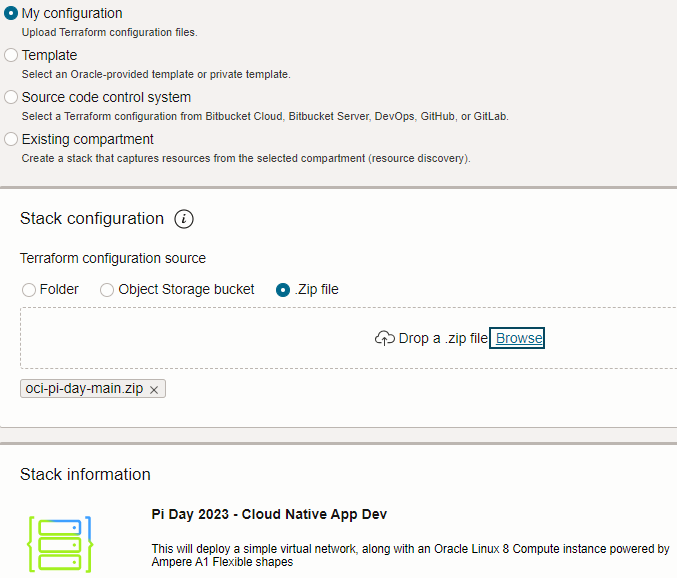 My configuration
Upload Terraform configuration files.
Template
Select an Oracle-provided template or private template.
Source code control system
Select a Terraform configuration from Bitbucket Cloud, Bitbucket Server, DevOps, GitHub, or GitLab.
Existing compartment
Create a stack that captures resources from the selected compartment (resource discovery).
Stack configuration i
Terraform configuration source
Folder Object Storage bucket .Zip file
Drop a .zip file Browse
oci-pi-day-main.zip ×
Stack information
Pi Day 2023 - Cloud Native App Dev
This will deploy a simple virtual network, along with an Oracle Linux 8 Compute instance powered by
Ampere A1 Flexible shapes